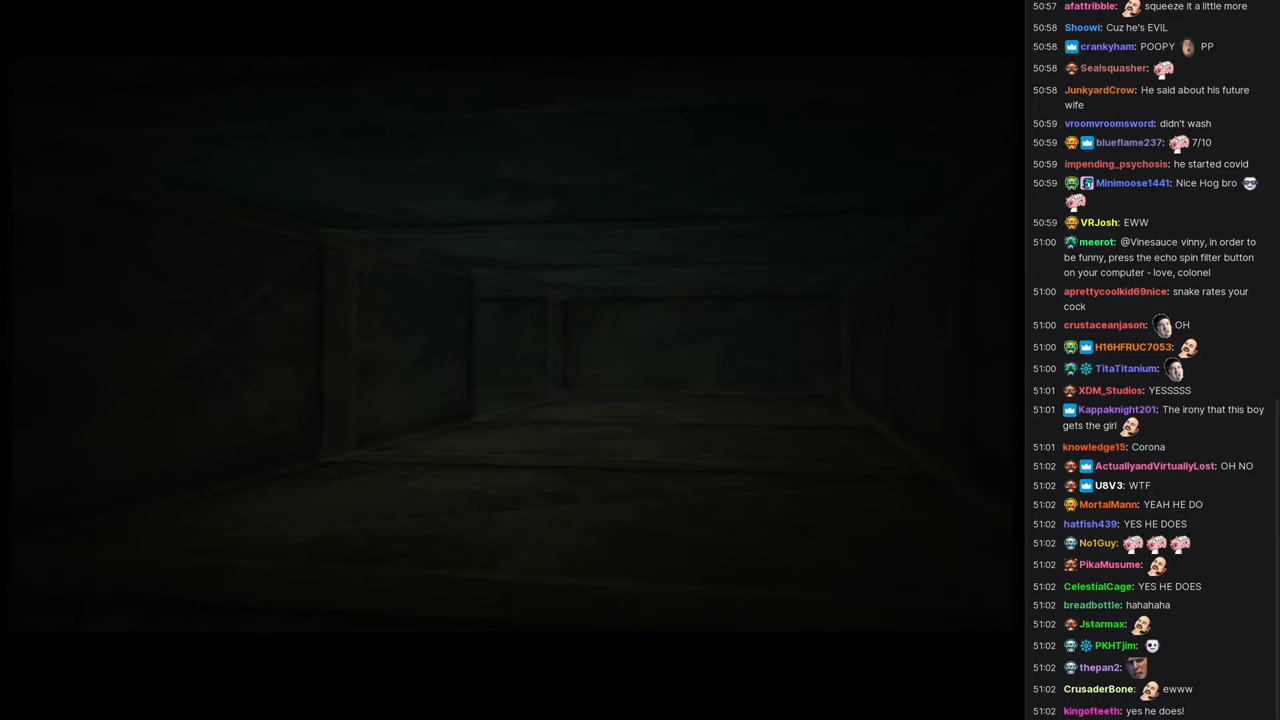 50:57 afattribble: squeeze it a little more
50:58 Shoowi: Cuz he's EVIL
50:58 crankyham: POOPY PP
50:58 Sealsquasher:
50:58 JunkyardCrow: He said about his future
wife
50:59 vroomvroomsword: didn't wash
50:59 blueflame237: 7/10
50:59 impending_psychosis: he started covid
50:59 Minimoose1441: Nice Hog bro
50:59 VRJosh: EWW
51:00 meerot: @Vinesauce vinny, in order to
be funny, press the echo spin filter button
on your computer - love, colonel
51:00 aprettycoolkid69nice: snake rates your
cock
51:00 crustaceanjason: OH
51:00 H16HFRUC7053:
51:00 TitaTitanium:
51:01 XDM_Studios: YESSSSS
51:01 Kappaknight201: The irony that this boy
gets the girl
51:01 knowledge15: Corona
51:02 ActuallyandVirtuallyLost: OH NO
51:02 U8V3: WTF
51:02 MortalMann: YEAH HE DO
51:02 hatfish439: YES HE DOES
51:02 No1Guy:
51:02 PikaMusume:
51:02 CelestialCage: YES HE DOES
51:02 breadbottle: hahahaha
51:02 Jstarmax:
51:02 PKHTjim:
51:02 thepan2:
51:02 CrusaderBone: ewww
51:02 kingofteeth: yes he does!